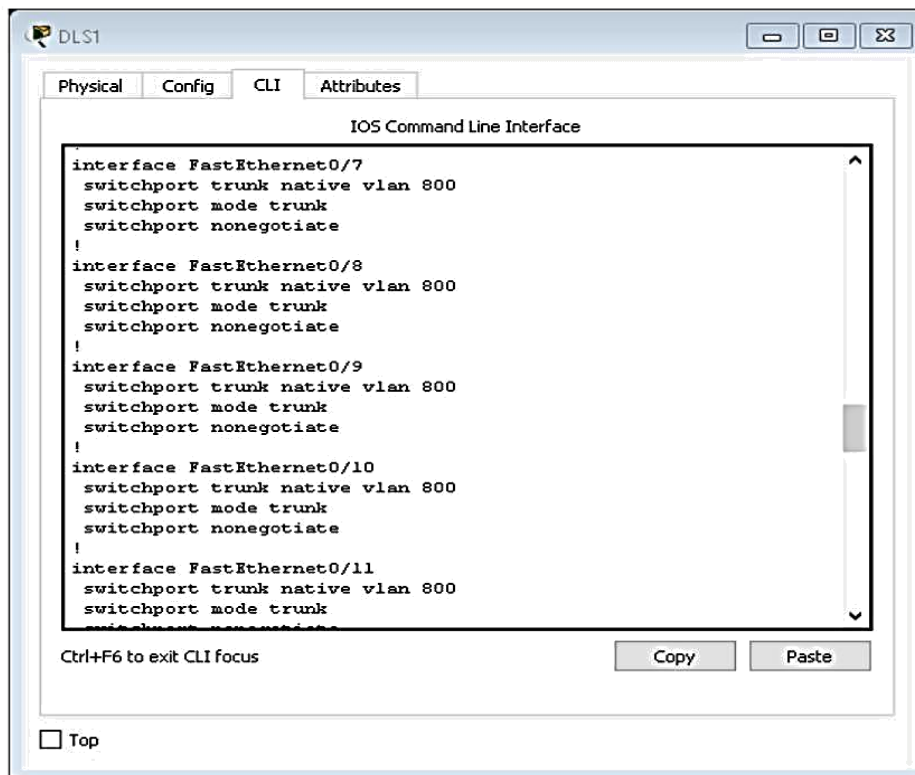 DLS1
Physical Config CLI Attributes
IOS Command Line Interface
!
interface FastEthernet0/7
switchport trunk native vlan 800
switchport mode trunk
switchport nonegotiate
!
interface FastEthernet0/8
switchport trunk native vlan 800
switchport mode trunk
switchport nonegotiate
!
interface FastEthernet0/9
switchport trunk native vlan 800
switchport mode trunk
switchport nonegotiate
!
interface FastEthernet0/10
switchport trunk native vlan 800
switchport mode trunk
switchport nonegotiate
!
interface FastEthernet0/11
switchport trunk native vlan 800
switchport mode trunk
Ctrl+F6 to exit CLI focus Copy Paste
Top